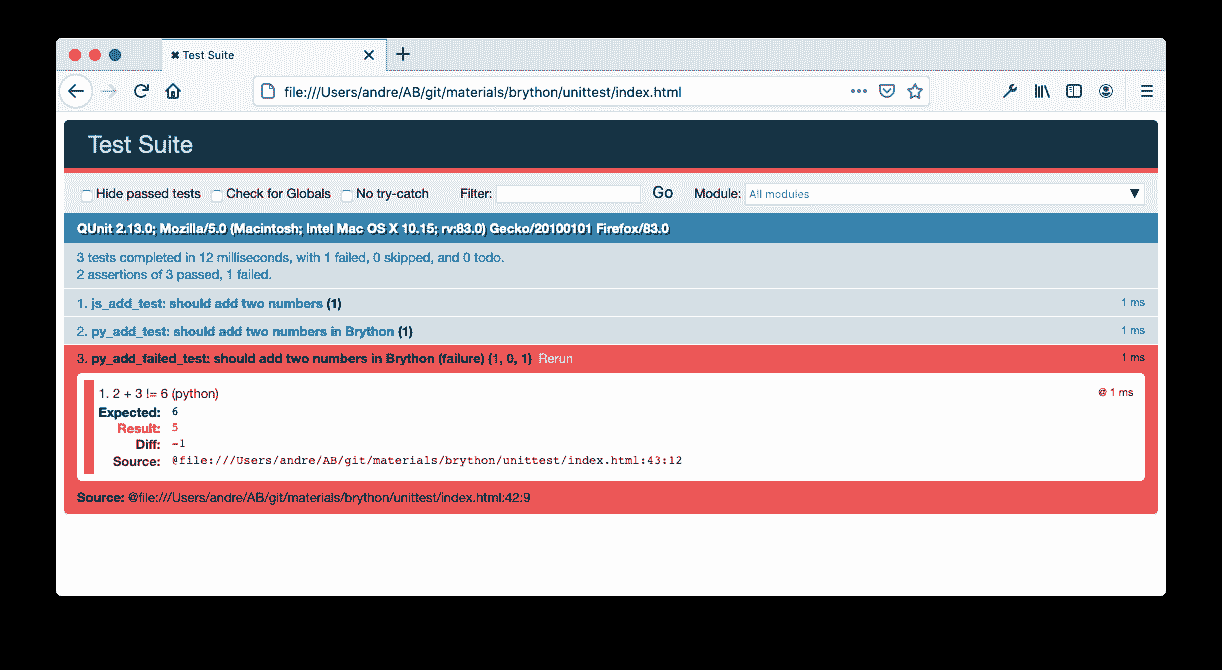 ✖ Test Suite
file:///Users/andre/AB/git/materials/brython/unittest/index.html
Test Suite
Hide passed tests Check for Globals No try-catch Filter: Go Module: All modules ▼
QUnit 2.13.0; Mozilla/5.0 (Macintosh; Intel Mac OS X 10.15; rv:83.0) Gecko/20100101 Firefox/83.0
3 tests completed in 12 milliseconds, with 1 failed, 0 skipped, and 0 todo.
2 assertions of 3 passed, 1 failed.
1. js_add_test: should add two numbers (1) 1 ms
2. py_add_test: should add two numbers in Brython (1) 1 ms
3. py_add_failed_test: should add two numbers in Brython (failure) {1, 0, 1} Rerun 1 ms
1. 2 + 3 != 6 (python) @ 1 ms
Expected: 6
Result: 5
Diff: -1
Source: @file:///Users/andre/AB/git/materials/brython/unittest/index.html:43:12
Source: @file:///Users/andre/AB/git/materials/brython/unittest/index.html:42:9